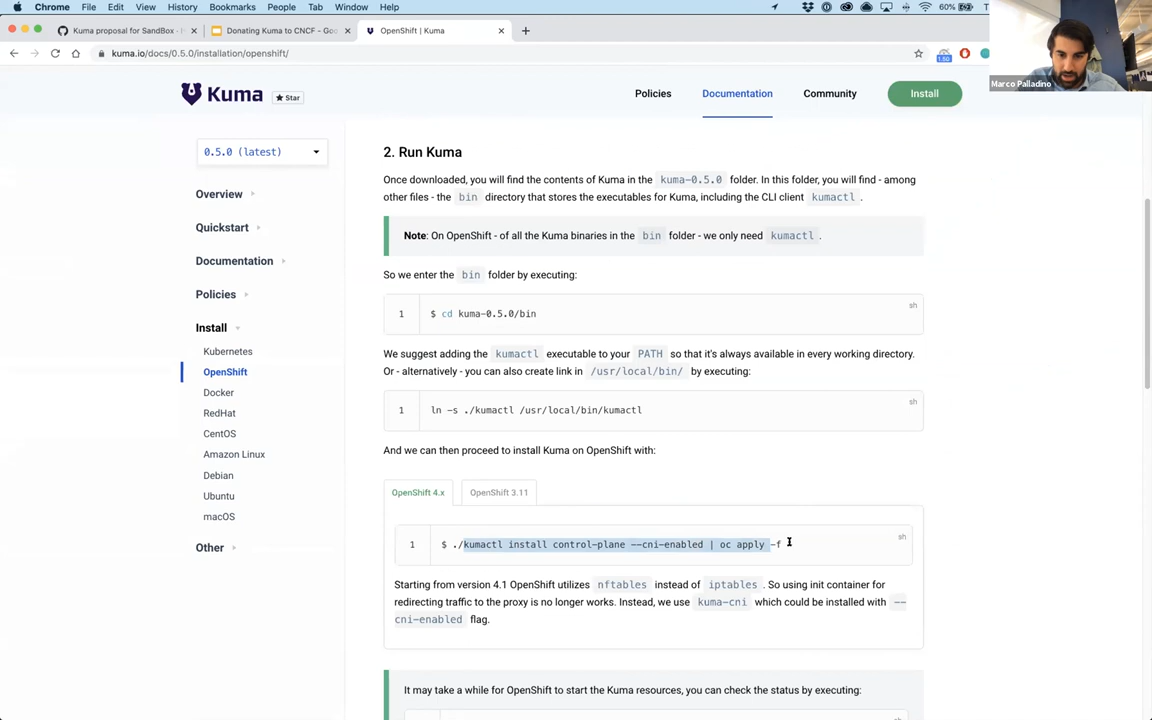 Chrome File Edit View History Bookmarks People Tab Window Help
60%
Kuma proposal for SandBox
Donating Kuma to CNCF - Goo
OpenShift | Kuma
kuma.io/docs/0.5.0/installation/openshift/
1.50
Marco Palladino
Kuma
Star
Policies
Documentation
Community
Install
0.5.0 (latest)
Overview
Quickstart
Documentation
Policies
Install
Kubernetes
OpenShift
Docker
RedHat
CentOS
Amazon Linux
Debian
Ubuntu
macOS
Other
2. Run Kuma
Once downloaded, you will find the contents of Kuma in the kuma-0.5.0 folder. In this folder, you will find - among
other files - the bin directory that stores the executables for Kuma, including the CLI client kumactl .
Note: On OpenShift - of all the Kuma binaries in the bin folder - we only need kumactl .
So we enter the bin folder by executing:
sh
1 $ cd kuma-0.5.0/bin
We suggest adding the kumactl executable to your PATH so that it's always available in every working directory.
Or - alternatively - you can also create link in /usr/local/bin/ by executing:
sh
1 ln -s ./kumactl /usr/local/bin/kumactl
And we can then proceed to install Kuma on OpenShift with:
OpenShift 4.x OpenShift 3.11
sh
1 $ ./kumactl install control-plane --cni-enabled | oc apply -f
Starting from version 4.1 OpenShift utilizes nftables instead of iptables . So using init container for
redirecting traffic to the proxy is no longer works. Instead, we use kuma-cni which could be installed with --
cni-enabled flag.
It may take a while for OpenShift to start the Kuma resources, you can check the status by executing: